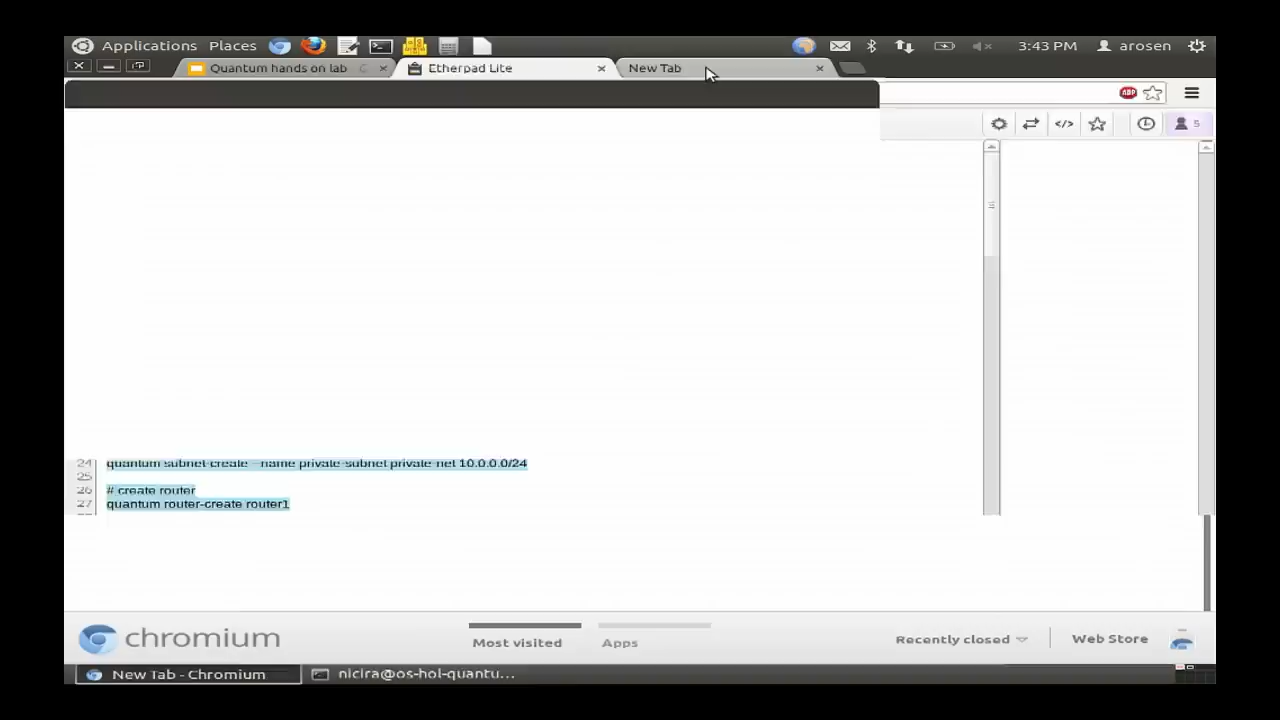 Applications Places 3:43 PM arosen
Quantum hands on lab Etherpad Lite New Tab
ABP
</> 5
24 quantum subnet-create --name private-subnet private-net 10.0.0.0/24
25
26 # create router
27 quantum router-create router1
chromium Most visited Apps Recently closed Web Store
New Tab - Chromium nicira@os-hol-quantu...